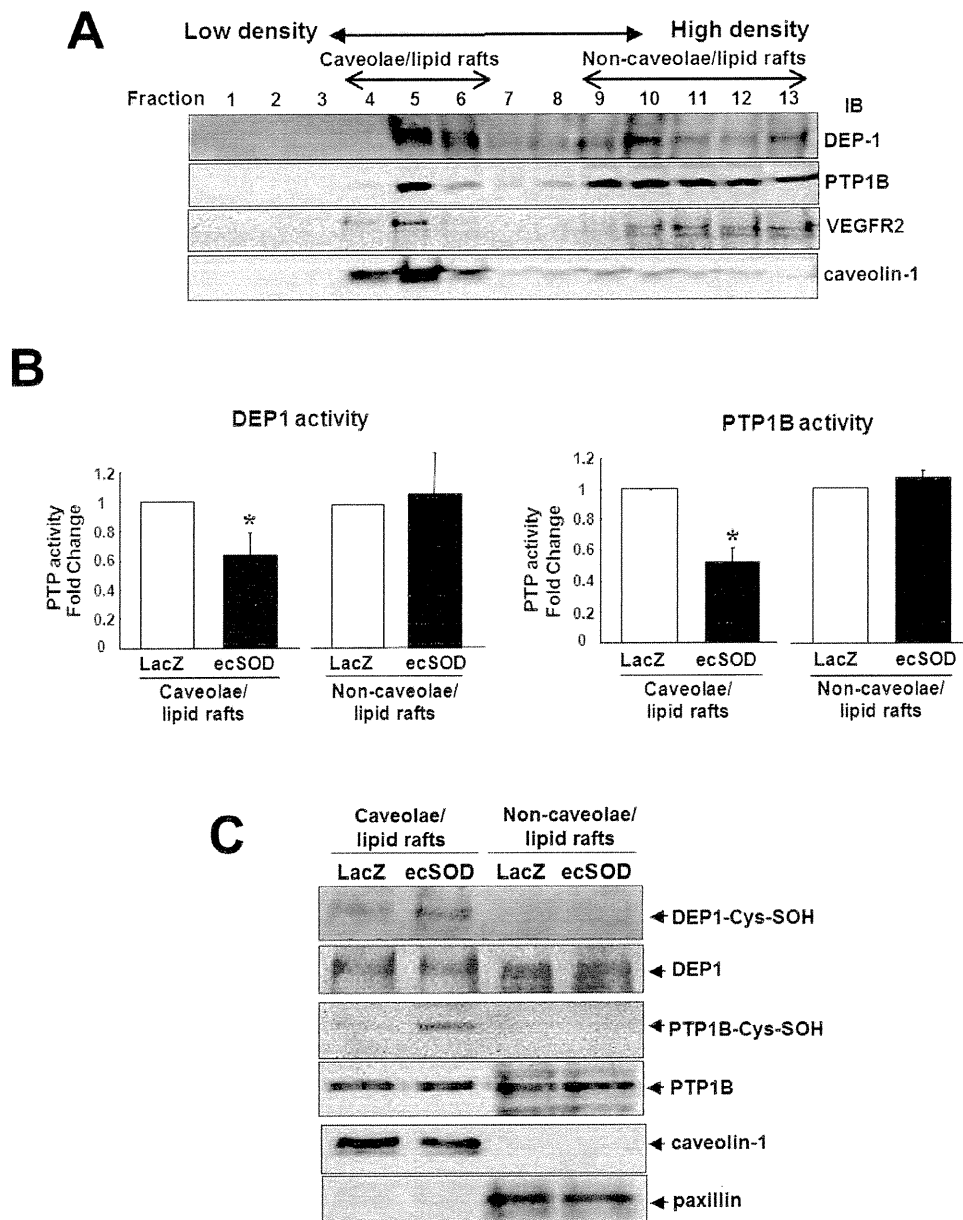 A
Low density High density
Caveolae/lipid rafts Non-caveolae/lipid rafts
Fraction 1 2 3 4 5 6 7 8 9 10 11 12 13 IB
DEP-1
PTP1B
VEGFR2
caveolin-1
B
DEP1 activity
PTP activity
Fold Change
1.2
1
0.8
0.6
0.4
0.2
0
*
LacZ ecSOD LacZ ecSOD
Caveolae/
lipid rafts
Non-caveolae/
lipid rafts
PTP1B activity
PTP activity
Fold Change
1.2
1
0.8
0.6
0.4
0.2
0
*
LacZ ecSOD LacZ ecSOD
Caveolae/
lipid rafts
Non-caveolae/
lipid rafts
C
Caveolae/
lipid rafts
Non-caveolae/
lipid rafts
LacZ ecSOD LacZ ecSOD
DEP1-Cys-SOH
DEP1
PTP1B-Cys-SOH
PTP1B
caveolin-1
paxillin